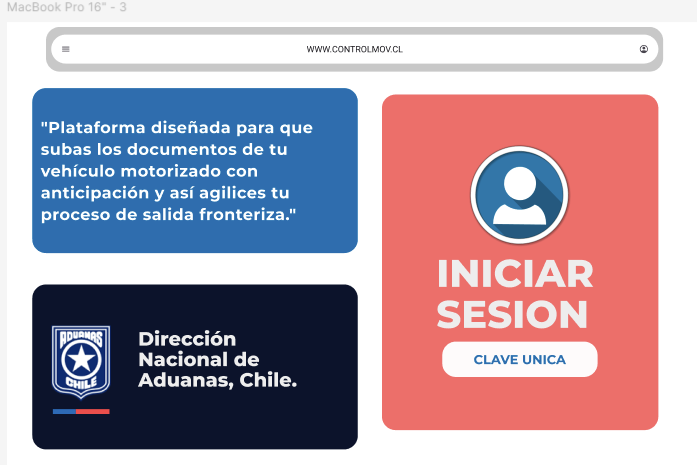 MacBook Pro 16" - 3
WWW.CONTROLMOV.CL
"Plataforma diseñada para que
subas los documentos de tu
vehículo motorizado con
anticipación y así agilices tu
proceso de salida fronteriza."
INICIAR
SESION
CLAVE UNICA
ADUANAS
CHILE
Dirección
Nacional de
Aduanas, Chile.